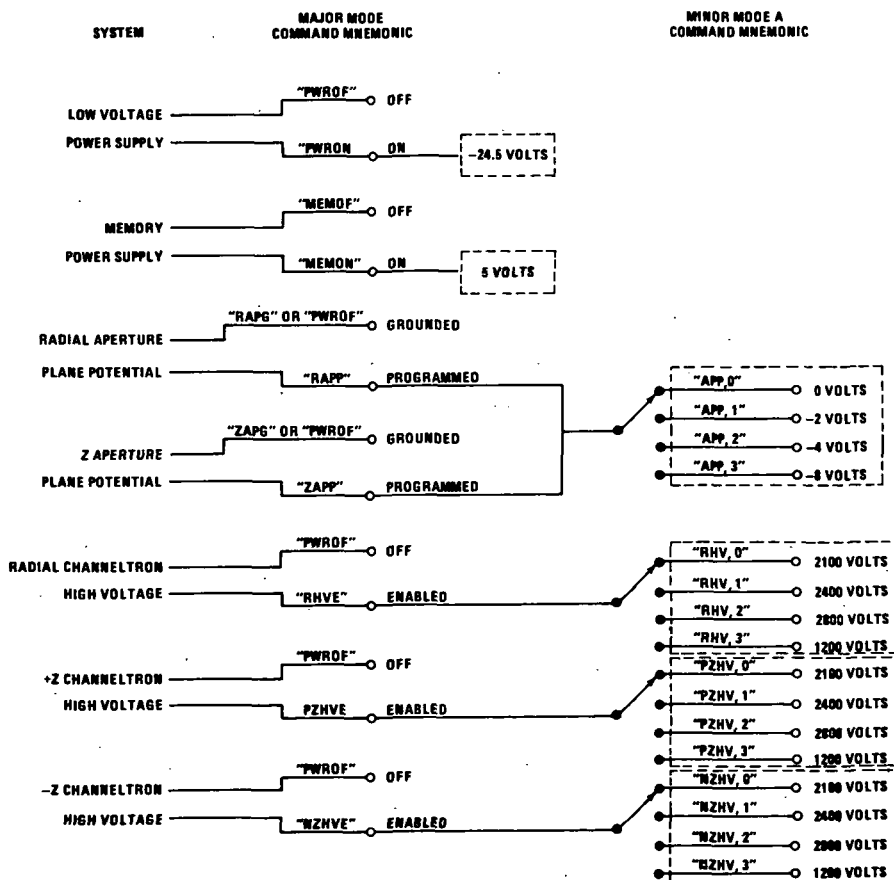 SYSTEM
MAJOR MODE
COMMAND MNEMONIC
MINOR MODE A
COMMAND MNEMONIC
"PWROF" OFF
LOW VOLTAGE
POWER SUPPLY
"PWRON ON -24.5 VOLTS
"MEMOF" OFF
MEMORY
POWER SUPPLY
"MEMON" ON 5 VOLTS
"RAPG" OR "PWROF" GROUNDED
RADIAL APERTURE
PLANE POTENTIAL
"RAPP" PROGRAMMED
"APP,0" 0 VOLTS
"APP, 1" -2 VOLTS
"ZAPG" OR "PWROF" GROUNDED
"APP, 2" -4 VOLTS
Z APERTURE
"APP, 3" -8 VOLTS
PLANE POTENTIAL
"ZAPP" PROGRAMMED
"PWROF" OFF
RADIAL CHANNELTRON
"RHV, 0" 2100 VOLTS
HIGH VOLTAGE
"RHVE" ENABLED
"RHV, 1" 2400 VOLTS
"RHV, 2" 2800 VOLTS
"RHV, 3" 1200 VOLTS
"PWROF" OFF
+Z CHANNELTRON
"PZHV, 0" 2100 VOLTS
HIGH VOLTAGE
PZHVE ENABLED
"PZHV, 1" 2400 VOLTS
"PZHV, 2" 2800 VOLTS
"PZHV, 3" 1200 VOLTS
"PWROF" OFF
-Z CHANNELTRON
"NZHV, 0" 2100 VOLTS
HIGH VOLTAGE
"NZHVE" ENABLED
"NZHV, 1" 2400 VOLTS
"NZHV, 2" 2800 VOLTS
"NZHV, 3" 1200 VOLTS